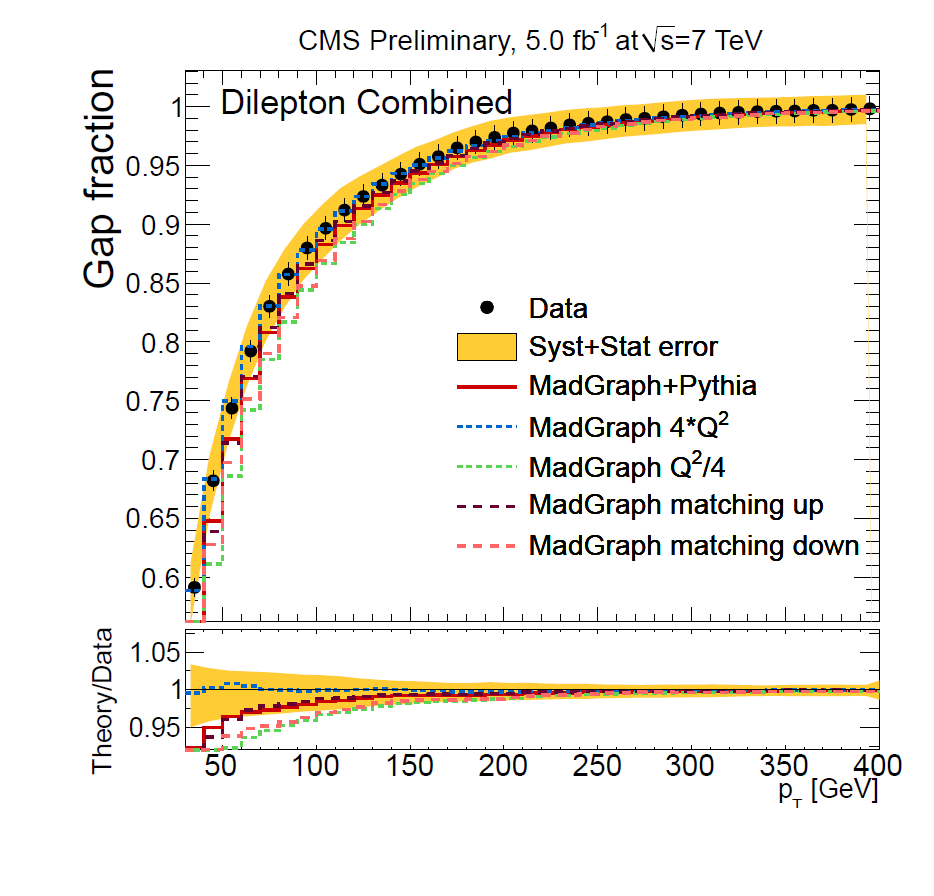 CMS Preliminary, 5.0 fb⁻¹ at √s=7 TeV
Gap fraction
Dilepton Combined
1
0.95
0.9
0.85
0.8
0.75
0.7
0.65
0.6
Data
Syst+Stat error
MadGraph+Pythia
MadGraph 4*Q²
MadGraph Q²/4
MadGraph matching up
MadGraph matching down
Theory/Data
1.05
1
0.95
50 100 150 200 250 300 350 400
p_T [GeV]